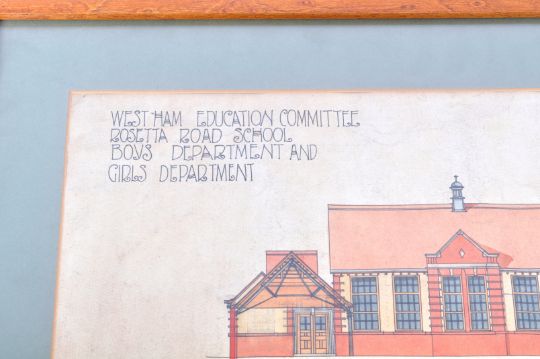 WEST HAM EDUCATION COMMITTEE
ROSETTA ROAD SCHOOL
BOYS DEPARTMENT AND
GIRLS DEPARTMENT